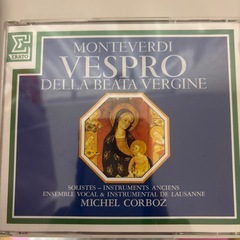 ERATO
MONTEVERDI
VESPRO
DELLA BEATA VERGINE
SOLISTES - INSTRUMENTS ANCIENS
ENSEMBLE VOCAL & INSTRUMENTAL DE LAUSANNE
MICHEL CORBOZ